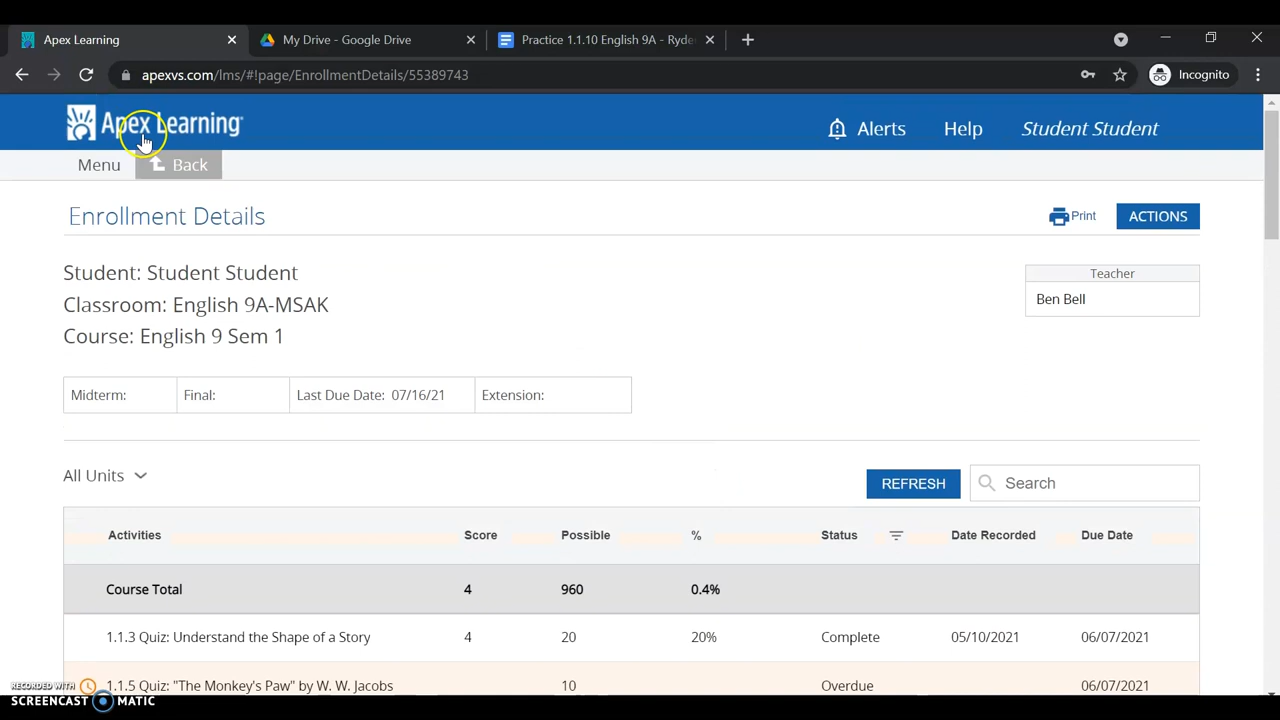 Apex Learning
My Drive - Google Drive
Practice 1.1.10 English 9A - Ryde
apexvs.com/lms/#!page/EnrollmentDetails/55389743
Incognito
Apex Learning
Alerts
Help
Student Student
Menu
Back
Enrollment Details
Print
ACTIONS
Student: Student Student
Classroom: English 9A-MSAK
Course: English 9 Sem 1
Teacher
Ben Bell
Midterm:
Final:
Last Due Date: 07/16/21
Extension:
All Units
REFRESH
Search
Activities Score Possible % Status Date Recorded Due Date
Course Total 4 960 0.4%
1.1.3 Quiz: Understand the Shape of a Story 4 20 20% Complete 05/10/2021 06/07/2021
1.1.5 Quiz: "The Monkey's Paw" by W. W. Jacobs 10 Overdue 06/07/2021
RECORDED WITH
SCREENCAST MATIC